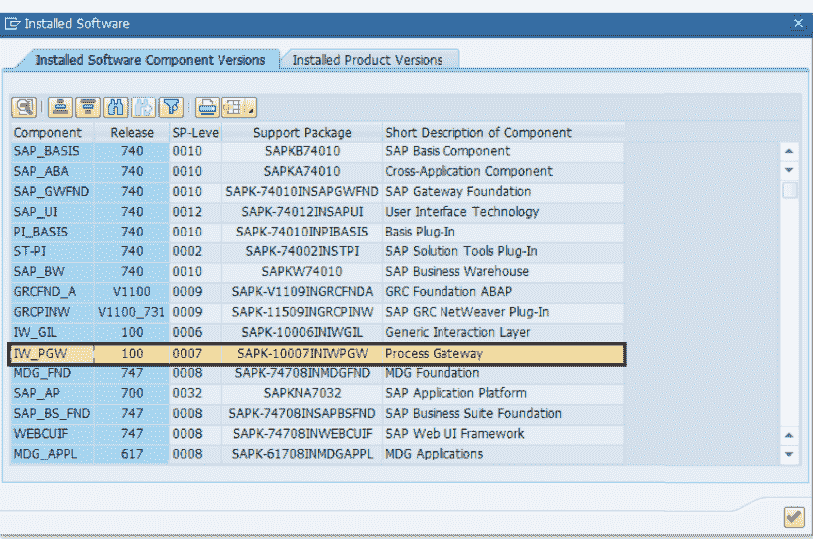 Installed Software
Installed Software Component Versions Installed Product Versions
Component Release SP-Leve Support Package Short Description of Component
SAP_BASIS 740 0010 SAPKB74010 SAP Basis Component
SAP_ABA 740 0010 SAPKA74010 Cross-Application Component
SAP_GWFND 740 0010 SAPK-74010INSAPGWFND SAP Gateway Foundation
SAP_UI 740 0012 SAPK-74012INSAPUI User Interface Technology
PI_BASIS 740 0010 SAPK-74010INPIBASIS Basis Plug-In
ST-PI 740 0002 SAPK-74002INSTPI SAP Solution Tools Plug-In
SAP_BW 740 0010 SAPKW74010 SAP Business Warehouse
GRCFND_A V1100 0009 SAPK-V1109INGRCFNDA GRC Foundation ABAP
GRCPINW V1100_731 0009 SAPK-11509INGRCPINW SAP GRC NetWeaver Plug-In
IW_GIL 100 0006 SAPK-10006INIWGIL Generic Interaction Layer
IW_PGW 100 0007 SAPK-10007INIWPGW Process Gateway
MDG_FND 747 0008 SAPK-74708INMDGFND MDG Foundation
SAP_AP 700 0032 SAPKNA7032 SAP Application Platform
SAP_BS_FND 747 0008 SAPK-74708INSAPBSFND SAP Business Suite Foundation
WEBCUIF 747 0008 SAPK-74708INWEBCUIF SAP Web UI Framework
MDG_APPL 617 0008 SAPK-61708INMDGAPPL MDG Applications